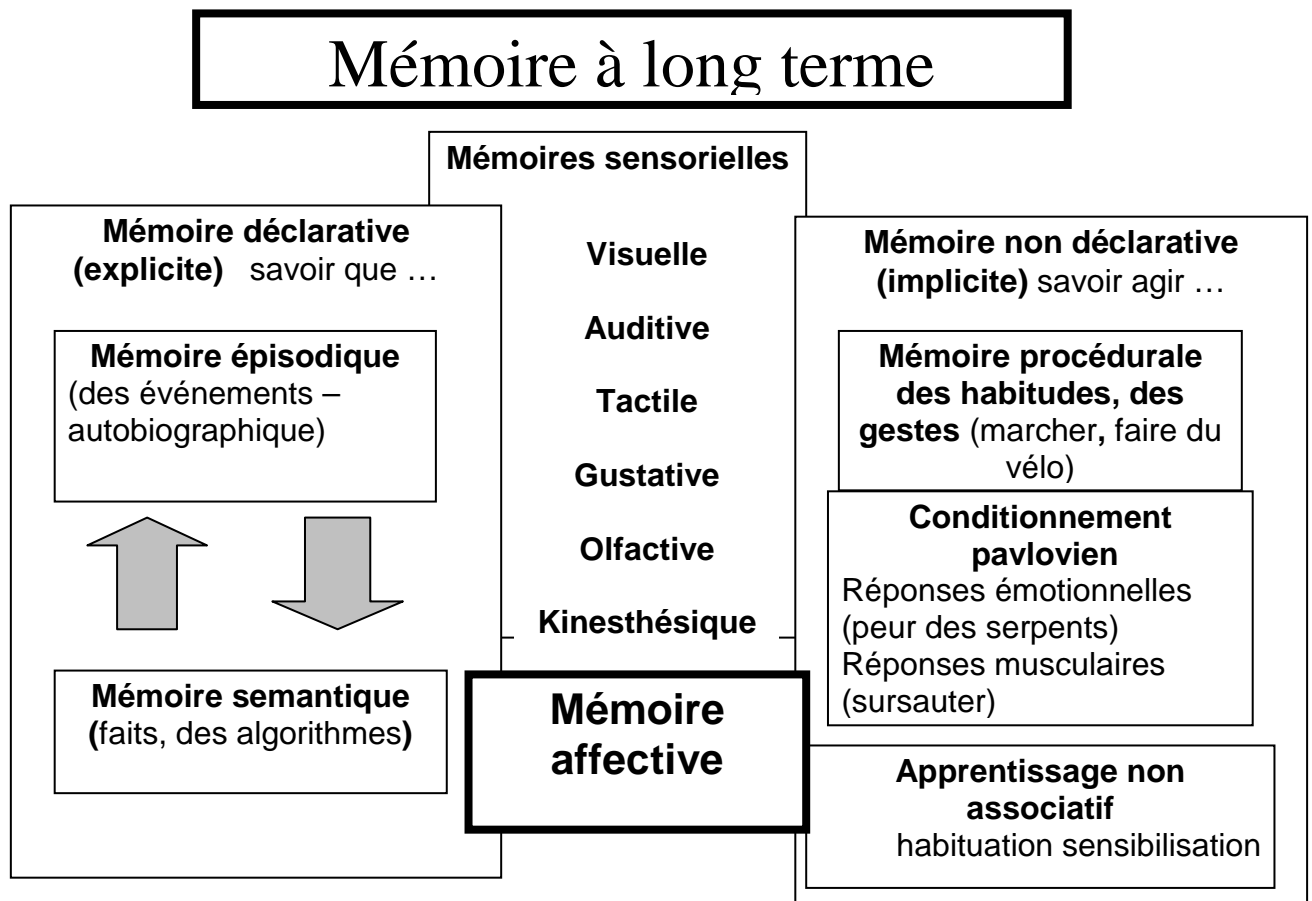 Mémoire à long terme
Mémoires sensorielles
Mémoire déclarative
(explicite) savoir que …
Mémoire épisodique
(des événements –
autobiographique)
Mémoire semantique
(faits, des algorithmes)
Visuelle
Auditive
Tactile
Gustative
Olfactive
Kinesthésique
Mémoire
affective
Mémoire non déclarative
(implicite) savoir agir …
Mémoire procédurale
des habitudes, des
gestes (marcher, faire du
vélo)
Conditionnement
pavlovien
Réponses émotionnelles
(peur des serpents)
Réponses musculaires
(sursauter)
Apprentissage non
associatif
habituation sensibilisation